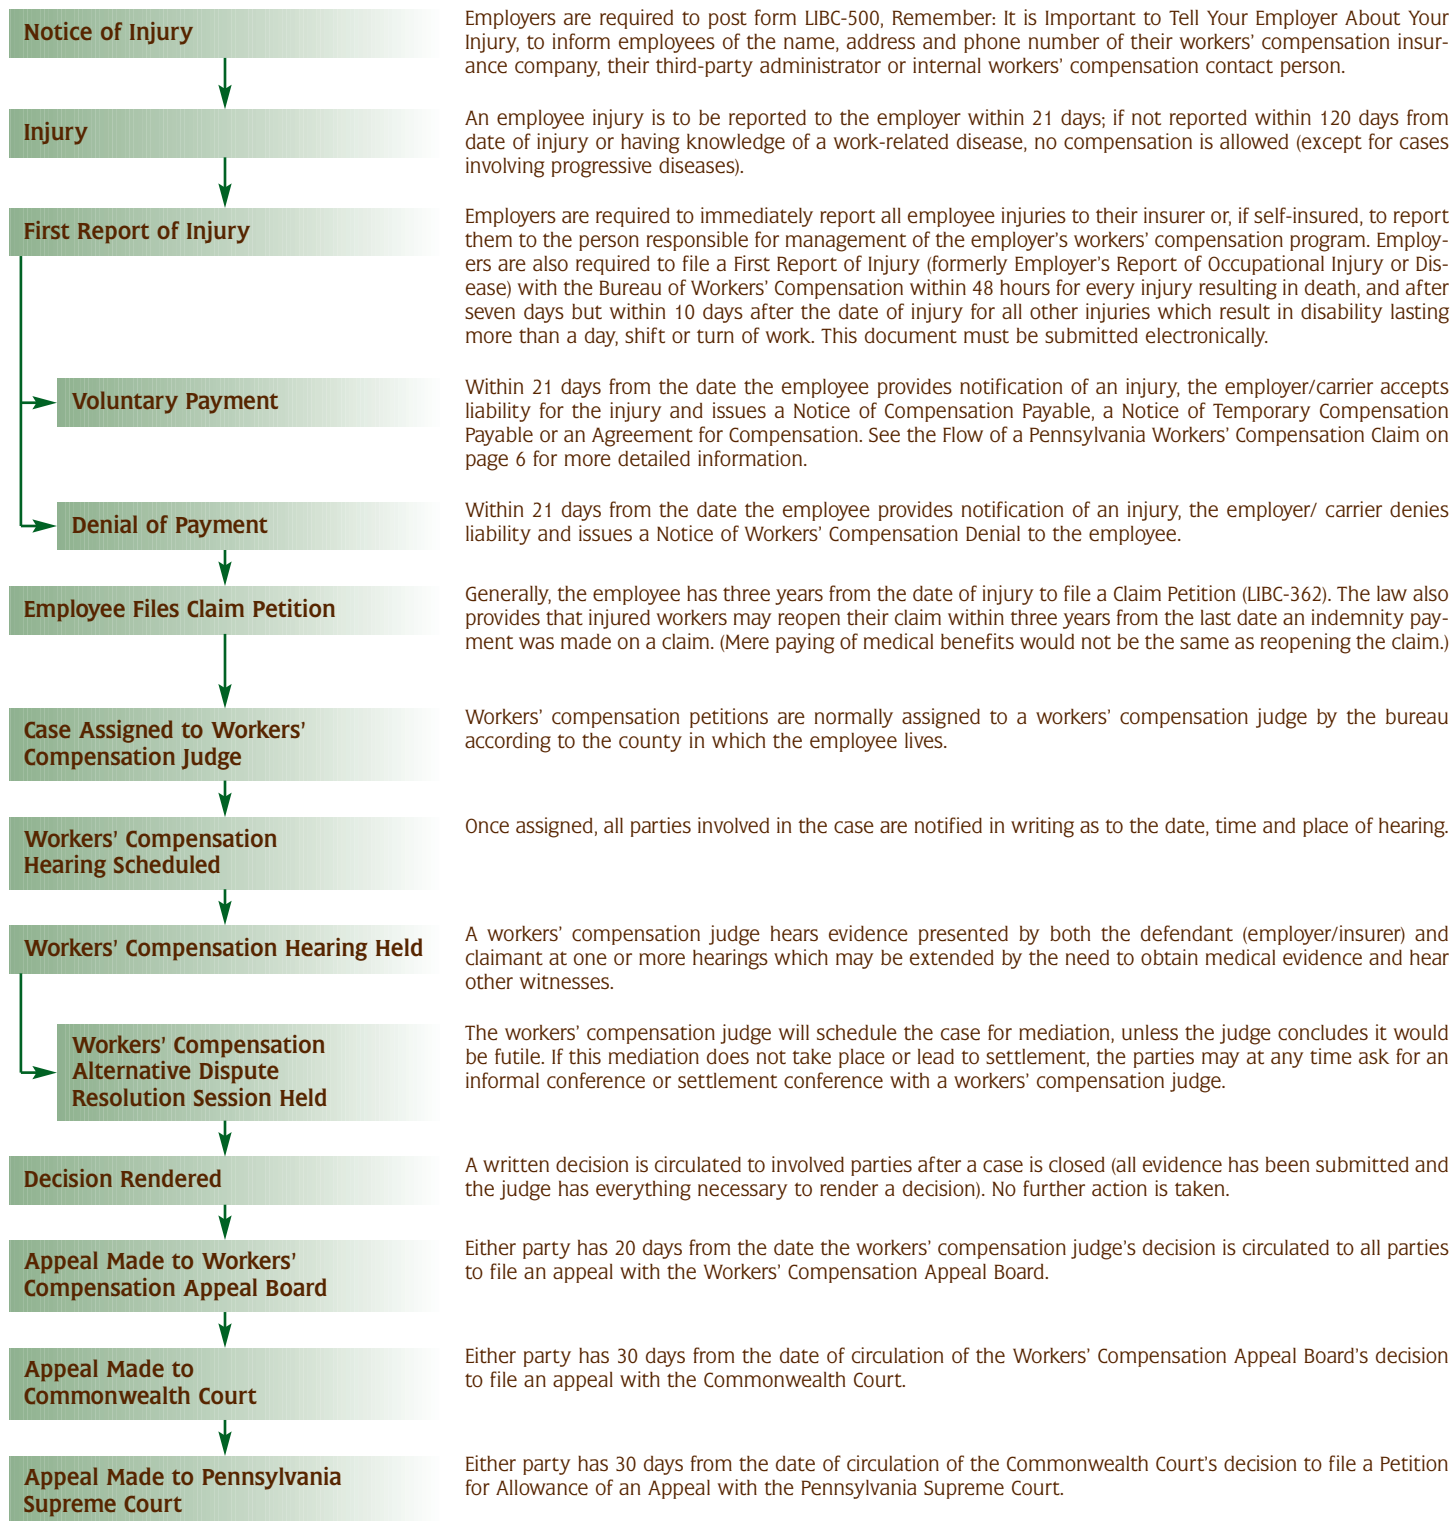 Notice of Injury
Employers are required to post form LIBC-500, Remember: It is Important to Tell Your Employer About Your
Injury, to inform employees of the name, address and phone number of their workers' compensation insur-
ance company, their third-party administrator or internal workers' compensation contact person.
Injury
An employee injury is to be reported to the employer within 21 days; if not reported within 120 days from
date of injury or having knowledge of a work-related disease, no compensation is allowed (except for cases
involving progressive diseases).
First Report of Injury
Employers are required to immediately report all employee injuries to their insurer or, if self-insured, to report
them to the person responsible for management of the employer's workers' compensation program. Employ-
ers are also required to file a First Report of Injury (formerly Employer's Report of Occupational Injury or Dis-
ease) with the Bureau of Workers' Compensation within 48 hours for every injury resulting in death, and after
seven days but within 10 days after the date of injury for all other injuries which result in disability lasting
more than a day, shift or turn of work. This document must be submitted electronically.
Voluntary Payment
Within 21 days from the date the employee provides notification of an injury, the employer/carrier accepts
liability for the injury and issues a Notice of Compensation Payable, a Notice of Temporary Compensation
Payable or an Agreement for Compensation. See the Flow of a Pennsylvania Workers' Compensation Claim on
page 6 for more detailed information.
Denial of Payment
Within 21 days from the date the employee provides notification of an injury, the employer/ carrier denies
liability and issues a Notice of Workers' Compensation Denial to the employee.
Employee Files Claim Petition
Generally, the employee has three years from the date of injury to file a Claim Petition (LIBC-362). The law also
provides that injured workers may reopen their claim within three years from the last date an indemnity pay-
ment was made on a claim. (Mere paying of medical benefits would not be the same as reopening the claim.)
Case Assigned to Workers'
Compensation Judge
Workers' compensation petitions are normally assigned to a workers' compensation judge by the bureau
according to the county in which the employee lives.
Workers' Compensation
Hearing Scheduled
Once assigned, all parties involved in the case are notified in writing as to the date, time and place of hearing.
Workers' Compensation Hearing Held
A workers' compensation judge hears evidence presented by both the defendant (employer/insurer) and
claimant at one or more hearings which may be extended by the need to obtain medical evidence and hear
other witnesses.
Workers' Compensation
Alternative Dispute
Resolution Session Held
The workers' compensation judge will schedule the case for mediation, unless the judge concludes it would
be futile. If this mediation does not take place or lead to settlement, the parties may at any time ask for an
informal conference or settlement conference with a workers' compensation judge.
Decision Rendered
A written decision is circulated to involved parties after a case is closed (all evidence has been submitted and
the judge has everything necessary to render a decision). No further action is taken.
Appeal Made to Workers'
Compensation Appeal Board
Either party has 20 days from the date the workers' compensation judge's decision is circulated to all parties
to file an appeal with the Workers' Compensation Appeal Board.
Appeal Made to
Commonwealth Court
Either party has 30 days from the date of circulation of the Workers' Compensation Appeal Board's decision
to file an appeal with the Commonwealth Court.
Appeal Made to Pennsylvania
Supreme Court
Either party has 30 days from the date of circulation of the Commonwealth Court's decision to file a Petition
for Allowance of an Appeal with the Pennsylvania Supreme Court.